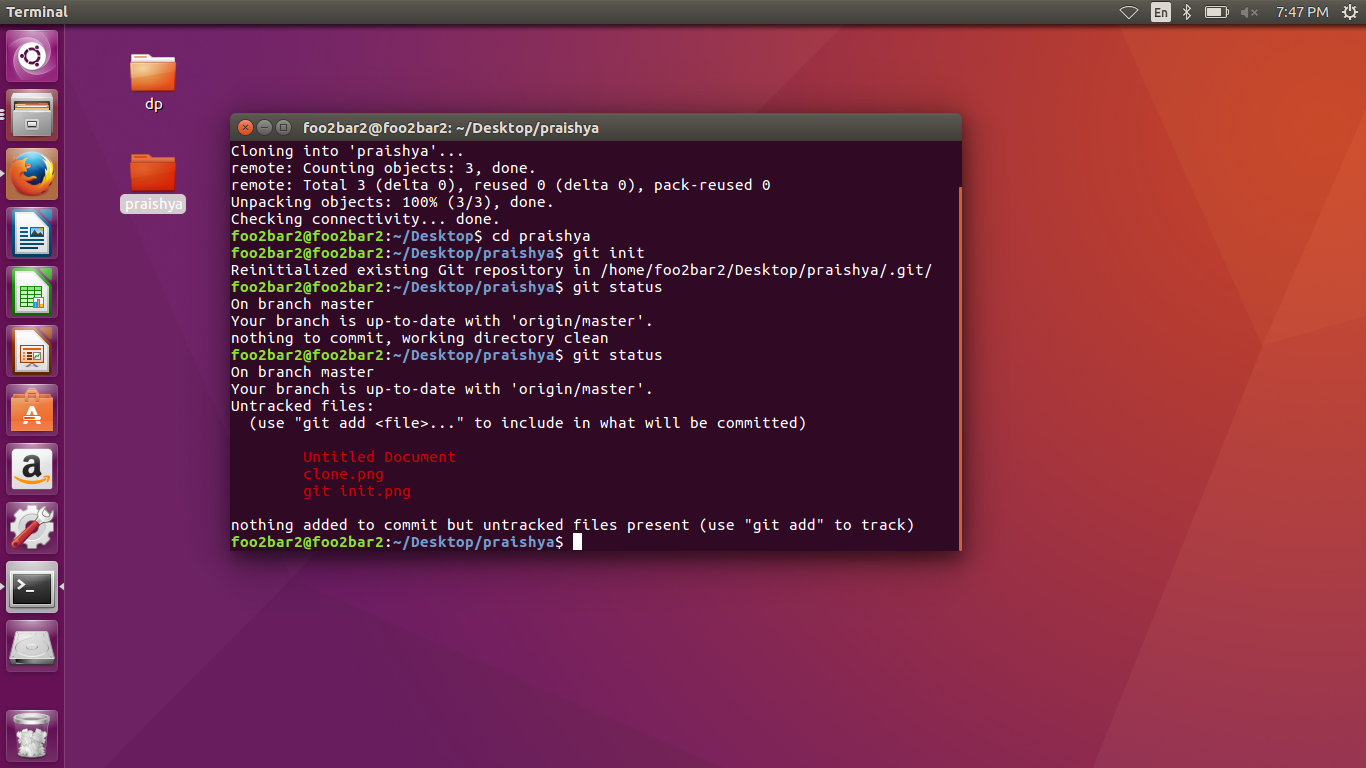 Terminal
En
7:47 PM
dp
praishya
foo2bar2@foo2bar2: ~/Desktop/praishya
Cloning into 'praishya'...
remote: Counting objects: 3, done.
remote: Total 3 (delta 0), reused 0 (delta 0), pack-reused 0
Unpacking objects: 100% (3/3), done.
Checking connectivity... done.
foo2bar2@foo2bar2:~/Desktop$ cd praishya
foo2bar2@foo2bar2:~/Desktop/praishya$ git init
Reinitialized existing Git repository in /home/foo2bar2/Desktop/praishya/.git/
foo2bar2@foo2bar2:~/Desktop/praishya$ git status
On branch master
Your branch is up-to-date with 'origin/master'.
nothing to commit, working directory clean
foo2bar2@foo2bar2:~/Desktop/praishya$ git status
On branch master
Your branch is up-to-date with 'origin/master'.
Untracked files:
  (use "git add <file>..." to include in what will be committed)
        Untitled Document
        clone.png
        git init.png
nothing added to commit but untracked files present (use "git add" to track)
foo2bar2@foo2bar2:~/Desktop/praishya$